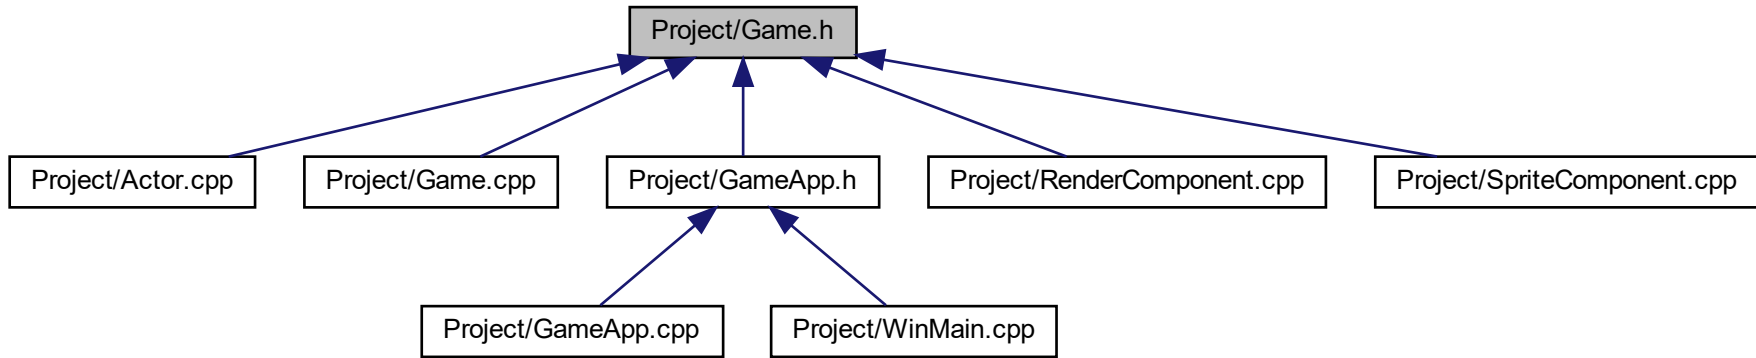 Project/Game.h
Project/Actor.cpp
Project/Game.cpp
Project/GameApp.h
Project/RenderComponent.cpp
Project/SpriteComponent.cpp
Project/GameApp.cpp
Project/WinMain.cpp